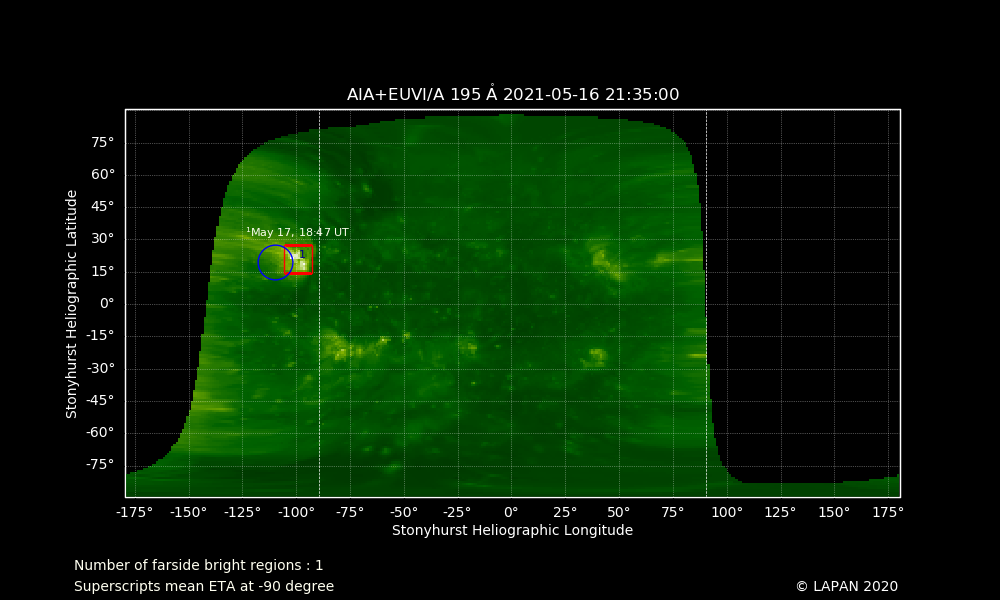 AIA+EUVI/A 195 Å 2021-05-16 21:35:00
75°
60°
45°
30°
15°
0°
-15°
-30°
-45°
-60°
-75°
Stonyhurst Heliographic Latitude
¹May 17, 18:47 UT
1
-175° -150° -125° -100° -75° -50° -25° 0° 25° 50° 75° 100° 125° 150° 175°
Stonyhurst Heliographic Longitude
Number of farside bright regions : 1
Superscripts mean ETA at -90 degree
© LAPAN 2020